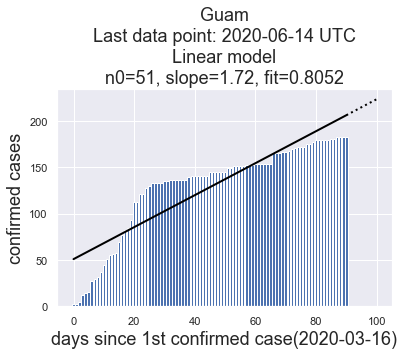 Guam
Last data point: 2020-06-14 UTC
Linear model
n0=51, slope=1.72, fit=0.8052
confirmed cases
200
150
100
50
0
0 20 40 60 80 100
days since 1st confirmed case(2020-03-16)